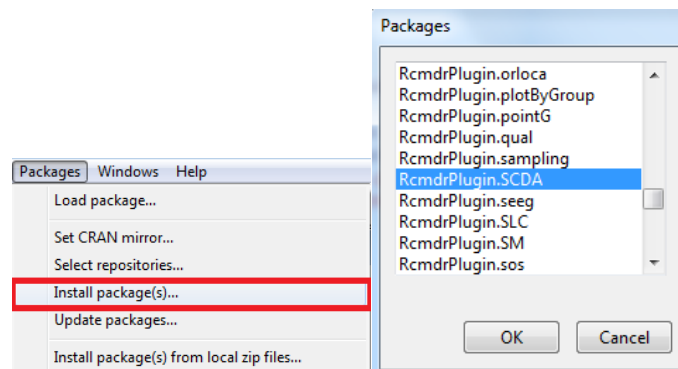 Packages Windows Help
Load package...
Set CRAN mirror...
Select repositories...
Install package(s)...
Update packages...
Install package(s) from local zip files...
Packages
RcmdrPlugin.orloca
RcmdrPlugin.plotByGroup
RcmdrPlugin.pointG
RcmdrPlugin.qual
RcmdrPlugin.sampling
RcmdrPlugin.SCDA
RcmdrPlugin.seeg
RcmdrPlugin.SLC
RcmdrPlugin.SM
RcmdrPlugin.sos
OK Cancel